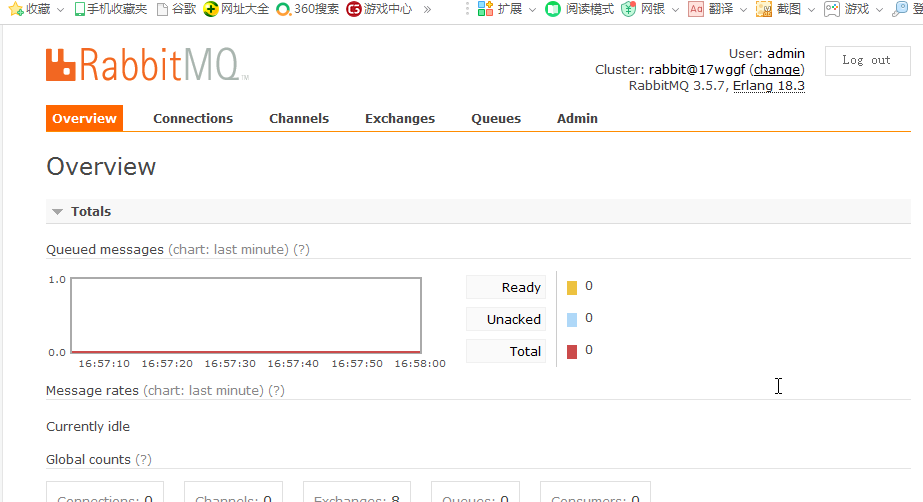 收藏 手机收藏夹 谷歌 网址大全 360搜索 游戏中心 » 扩展 阅读模式 网银 Aa 翻译 截图 游戏 登
RabbitMQ™
User: admin
Cluster: rabbit@17wggf (change)
RabbitMQ 3.5.7, Erlang 18.3
Log out
Overview Connections Channels Exchanges Queues Admin
Overview
Totals
Queued messages (chart: last minute) (?)
1.0
0.0
16:57:10 16:57:20 16:57:30 16:57:40 16:57:50 16:58:00
Ready 0
Unacked 0
Total 0
Message rates (chart: last minute) (?)
Currently idle
Global counts (?)
Connections: 0 Channels: 0 Exchanges: 8 Queues: 0 Consumers: 0